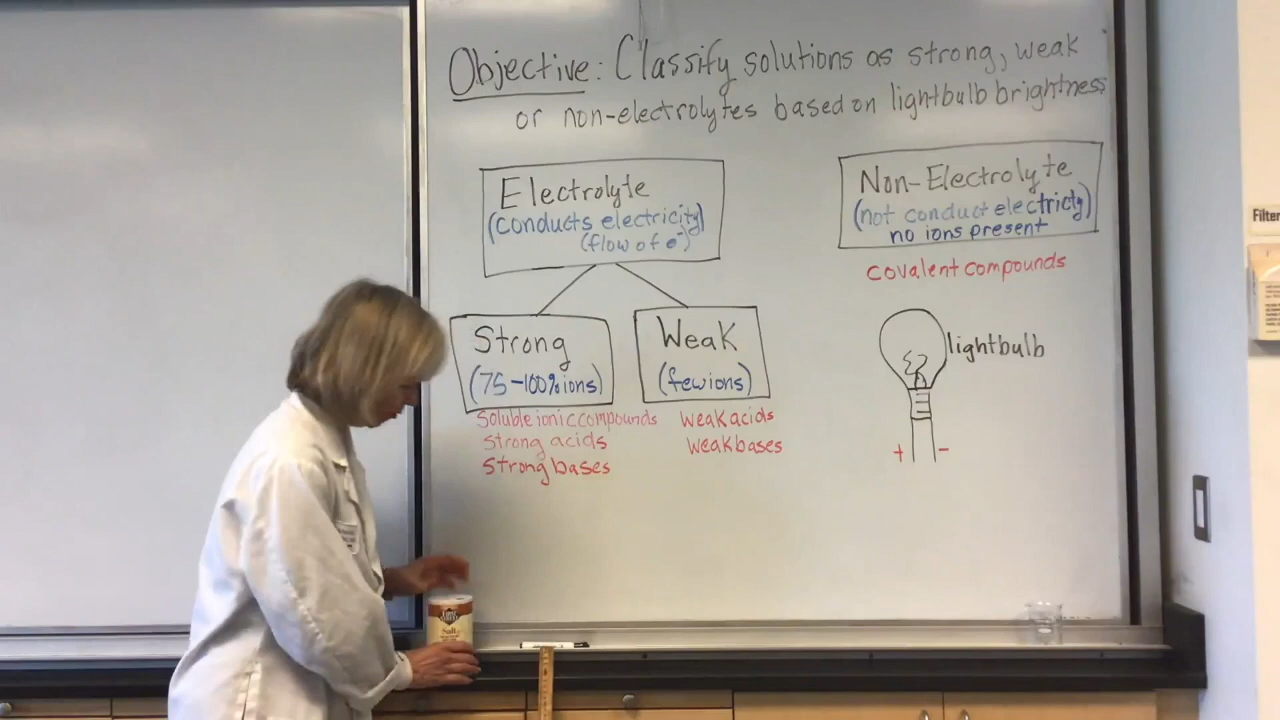 Objective: Classify solutions as strong, weak
or non-electrolytes based on lightbulb brightness
Electrolyte
(conducts electricity)
(flow of e⁻)
Non-Electrolyte
(not conduct electricty)
no ions present
covalent compounds
Strong
(75-100% ions)
Weak
(few ions)
soluble ionic compounds
strong acids
strong bases
weak acids
weak bases
lightbulb
+ −
Salt
Filter